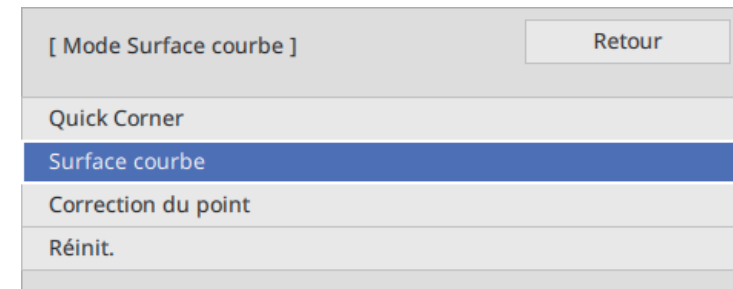 [ Mode Surface courbe ]
Retour
Quick Corner
Surface courbe
Correction du point
Réinit.